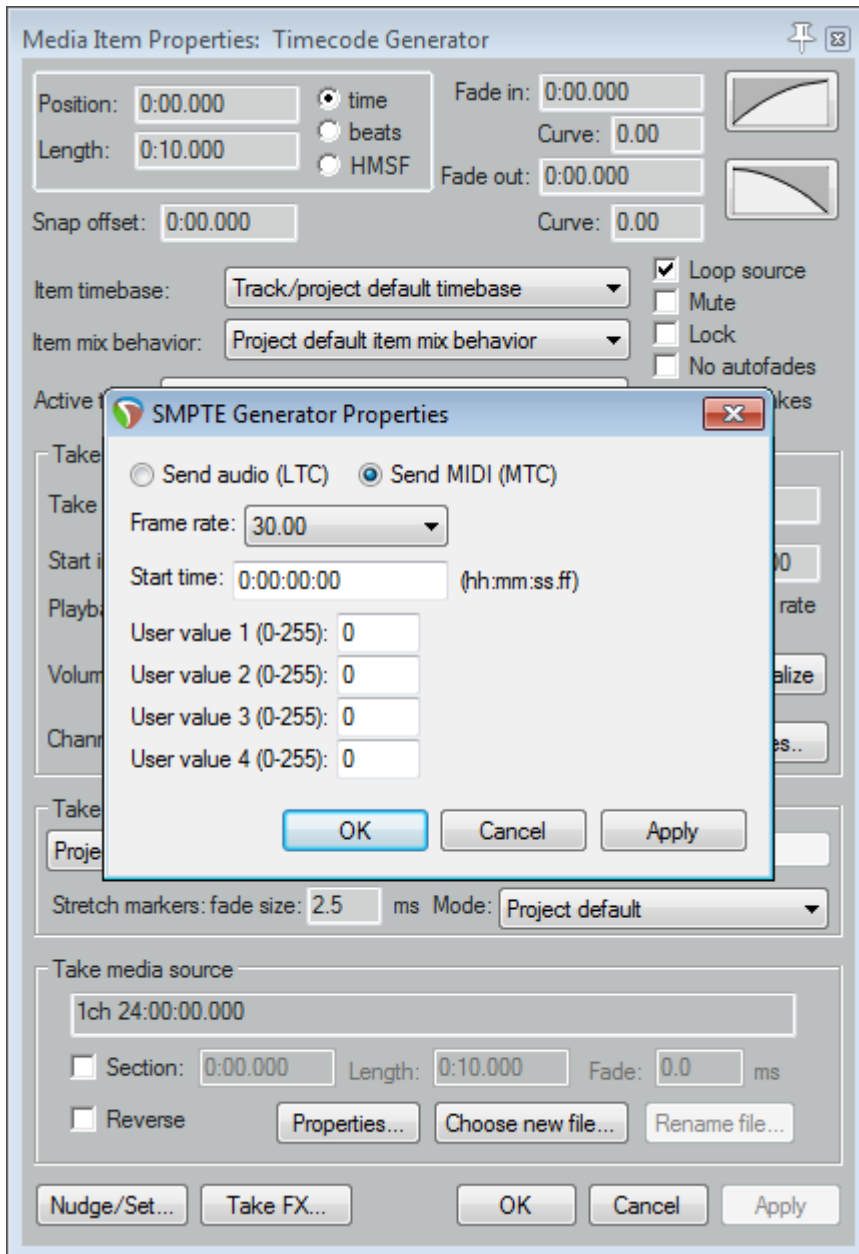 Media Item Properties: Timecode Generator
Position: 0:00.000 time Fade in: 0:00.000
beats Curve: 0.00
Length: 0:10.000 HMSF Fade out: 0:00.000
Snap offset: 0:00.000 Curve: 0.00
Item timebase: Track/project default timebase Loop source
Mute
Item mix behavior: Project default item mix behavior Lock
No autofades
Active
SMPTE Generator Properties
Take
Send audio (LTC) Send MIDI (MTC)
Take
Frame rate: 30.00
Start Start time: 0:00:00:00 (hh:mm:ss.ff)
rate
User value 1 (0-255): 0
User value 2 (0-255): 0
User value 3 (0-255): 0
User value 4 (0-255): 0
Take
OK Cancel Apply
Stretch markers: fade size: 2.5 ms Mode: Project default
Take media source
1ch 24:00:00.000
Section: 0:00.000 Length: 0:10.000 Fade: 0.0 ms
Reverse Properties... Choose new file... Rename file...
Nudge/Set... Take FX... OK Cancel Apply